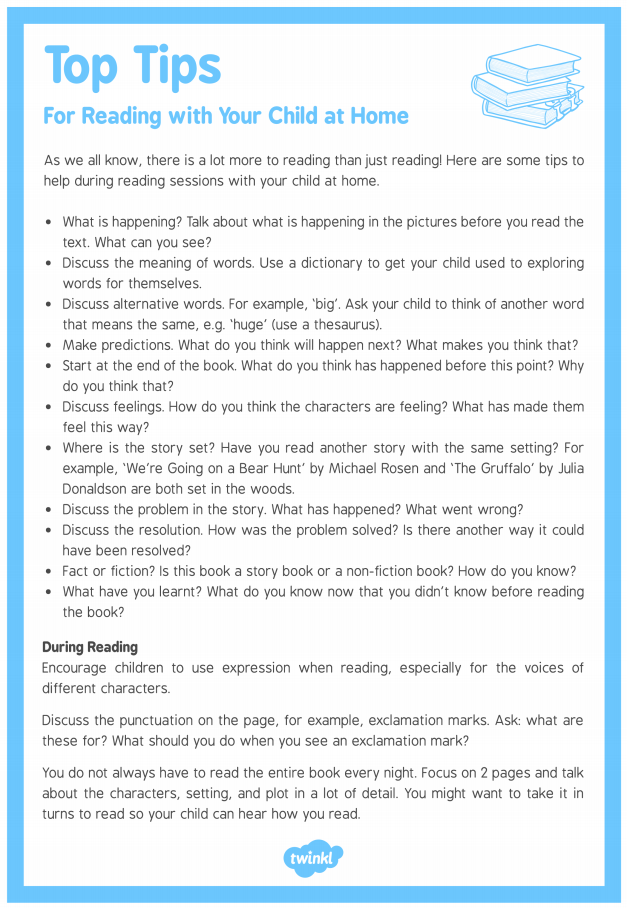 Top Tips
For Reading with Your Child at Home
As we all know, there is a lot more to reading than just reading! Here are some tips to
help during reading sessions with your child at home.
• What is happening? Talk about what is happening in the pictures before you read the
text. What can you see?
• Discuss the meaning of words. Use a dictionary to get your child used to exploring
words for themselves.
• Discuss alternative words. For example, ‘big’. Ask your child to think of another word
that means the same, e.g. ‘huge’ (use a thesaurus).
• Make predictions. What do you think will happen next? What makes you think that?
• Start at the end of the book. What do you think has happened before this point? Why
do you think that?
• Discuss feelings. How do you think the characters are feeling? What has made them
feel this way?
• Where is the story set? Have you read another story with the same setting? For
example, ‘We’re Going on a Bear Hunt’ by Michael Rosen and ‘The Gruffalo’ by Julia
Donaldson are both set in the woods.
• Discuss the problem in the story. What has happened? What went wrong?
• Discuss the resolution. How was the problem solved? Is there another way it could
have been resolved?
• Fact or fiction? Is this book a story book or a non-fiction book? How do you know?
• What have you learnt? What do you know now that you didn’t know before reading
the book?
During Reading
Encourage children to use expression when reading, especially for the voices of
different characters.
Discuss the punctuation on the page, for example, exclamation marks. Ask: what are
these for? What should you do when you see an exclamation mark?
You do not always have to read the entire book every night. Focus on 2 pages and talk
about the characters, setting, and plot in a lot of detail. You might want to take it in
turns to read so your child can hear how you read.
twinkl